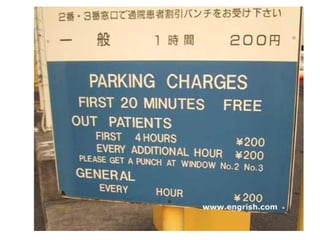 2番・3番窓口で通院患者割引パンチをお受け下さい
一般 1時間 200円
PARKING CHARGES
FIRST 20 MINUTES FREE
OUT PATIENTS
FIRST 4HOURS ¥200
EVERY ADDITIONAL HOUR ¥200
PLEASE GET A PUNCH AT WINDOW No.2 No.3
GENERAL
EVERY HOUR ¥200
www.engrish.com